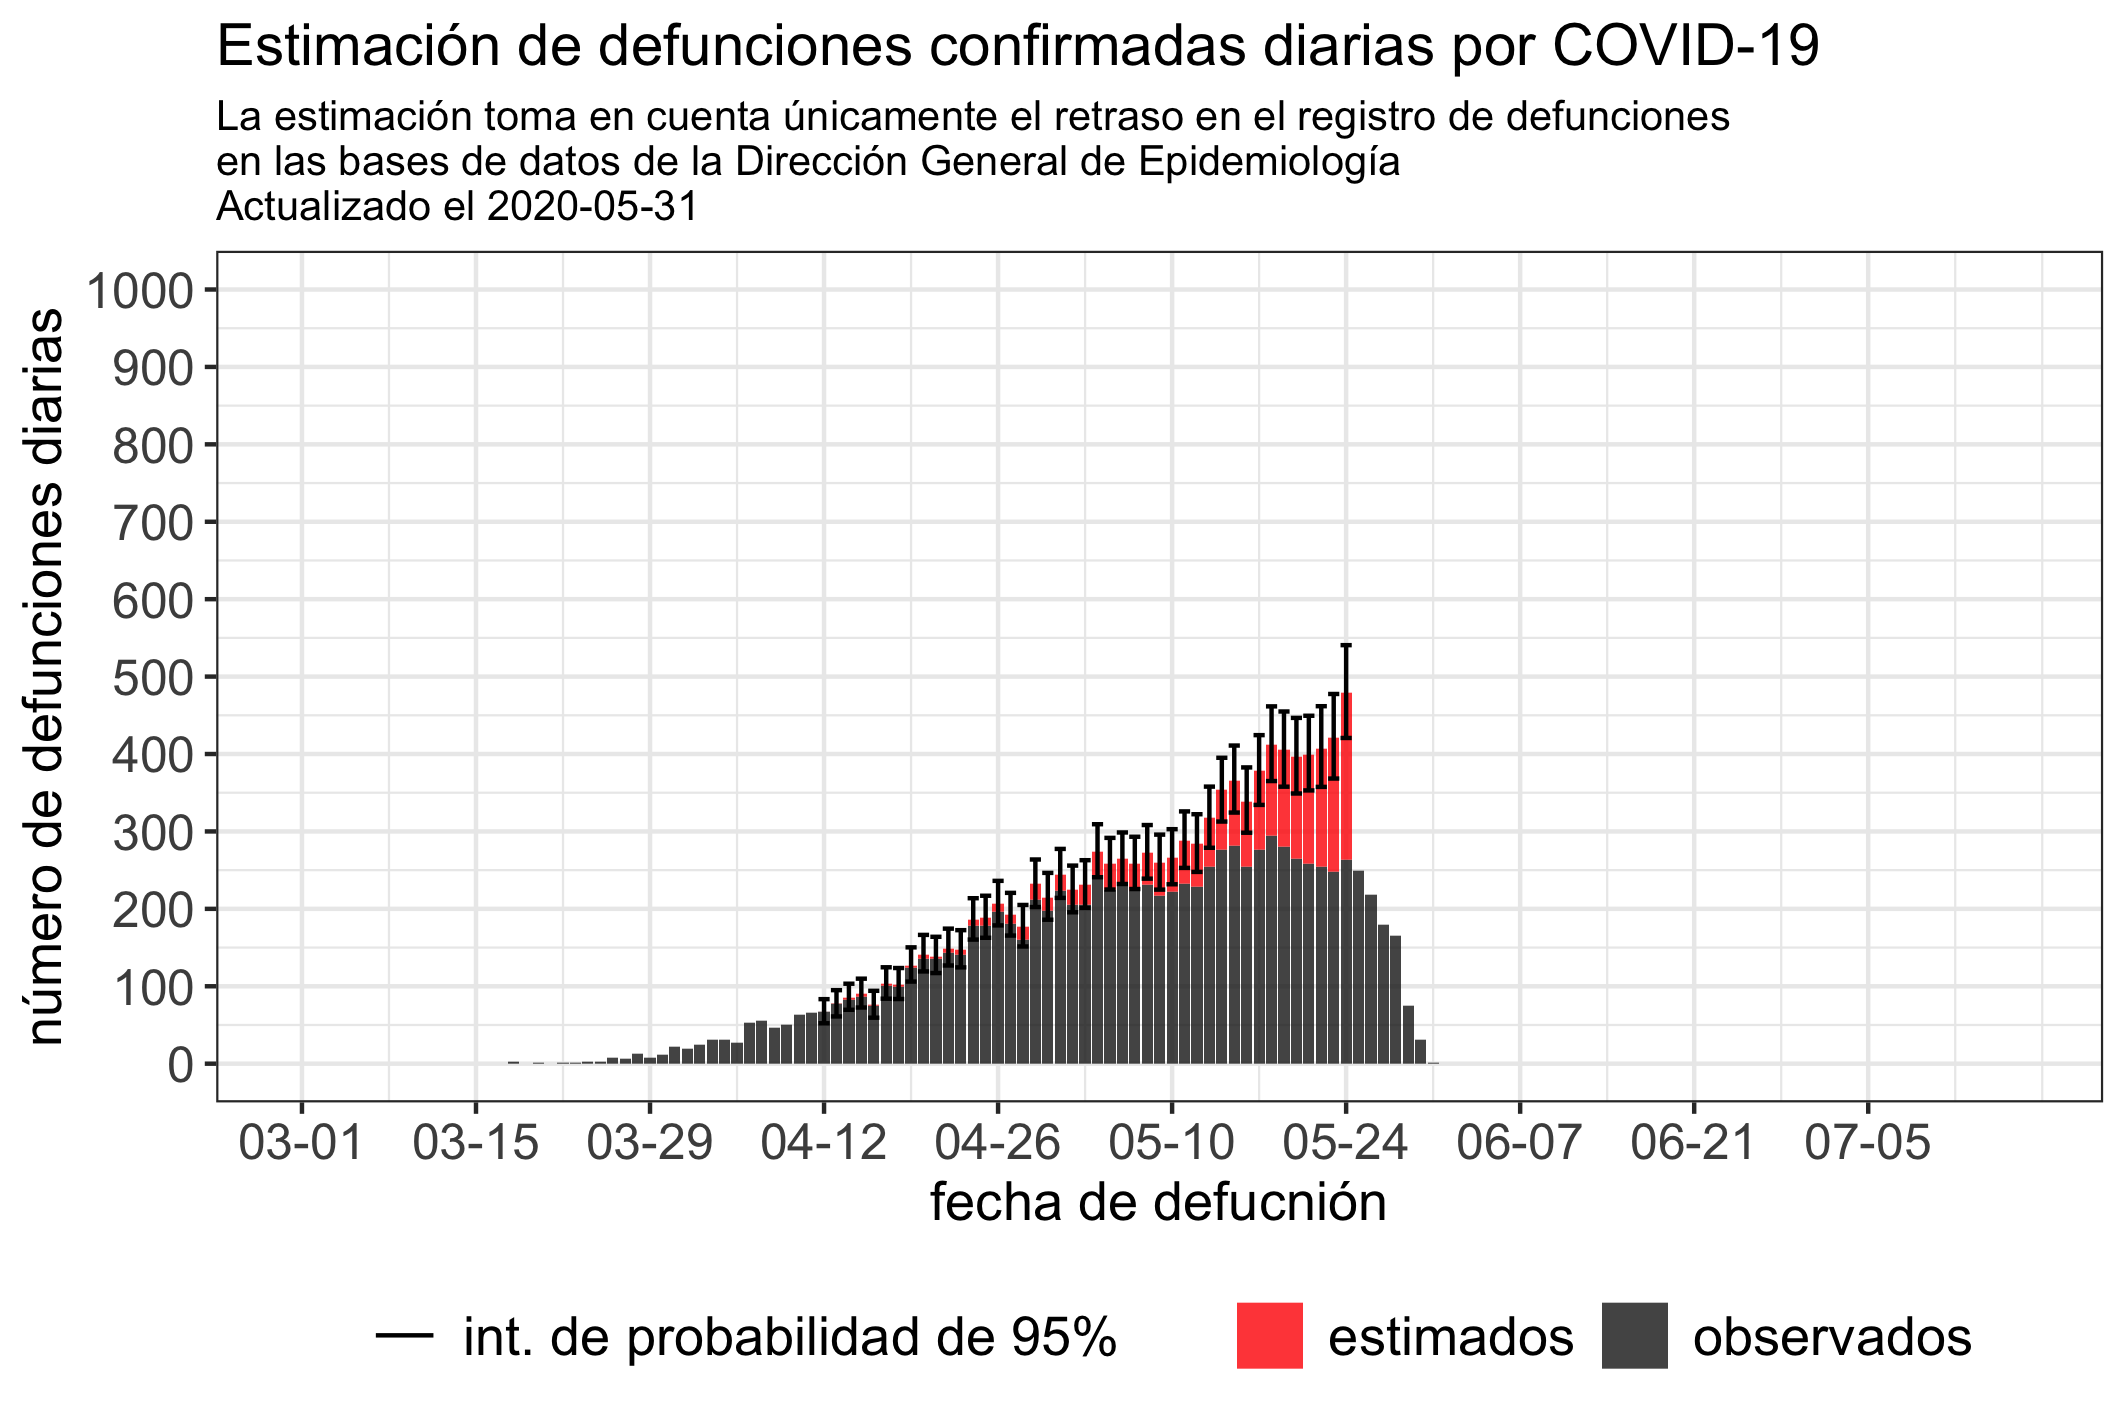 Estimación de defunciones confirmadas diarias por COVID-19
La estimación toma en cuenta únicamente el retraso en el registro de defunciones
en las bases de datos de la Dirección General de Epidemiología
Actualizado el 2020-05-31
número de defunciones diarias
1000
900
800
700
600
500
400
300
200
100
0
03-01 03-15 03-29 04-12 04-26 05-10 05-24 06-07 06-21 07-05
fecha de defucnión
int. de probabilidad de 95% estimados observados